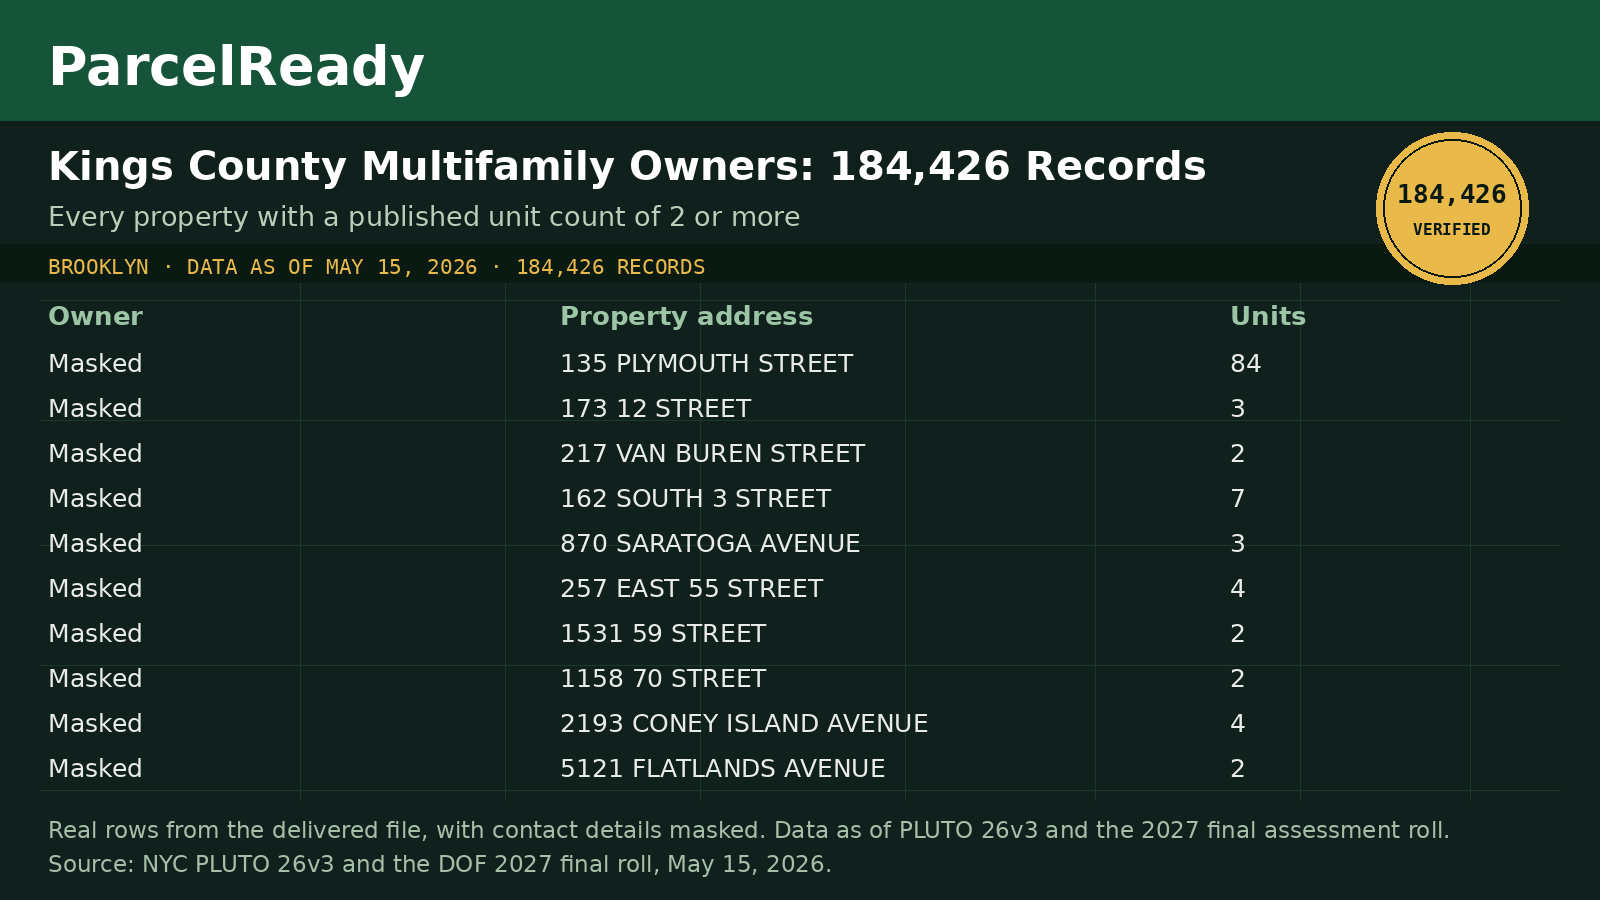 ParcelReady
Kings County Multifamily Owners: 184,426 Records
Every property with a published unit count of 2 or more
184,426
VERIFIED
BROOKLYN · DATA AS OF MAY 15, 2026 · 184,426 RECORDS
Owner Property address Units
Masked 135 PLYMOUTH STREET 84
Masked 173 12 STREET 3
Masked 217 VAN BUREN STREET 2
Masked 162 SOUTH 3 STREET 7
Masked 870 SARATOGA AVENUE 3
Masked 257 EAST 55 STREET 4
Masked 1531 59 STREET 2
Masked 1158 70 STREET 2
Masked 2193 CONEY ISLAND AVENUE 4
Masked 5121 FLATLANDS AVENUE 2
Real rows from the delivered file, with contact details masked. Data as of PLUTO 26v3 and the 2027 final assessment roll.
Source: NYC PLUTO 26v3 and the DOF 2027 final roll, May 15, 2026.